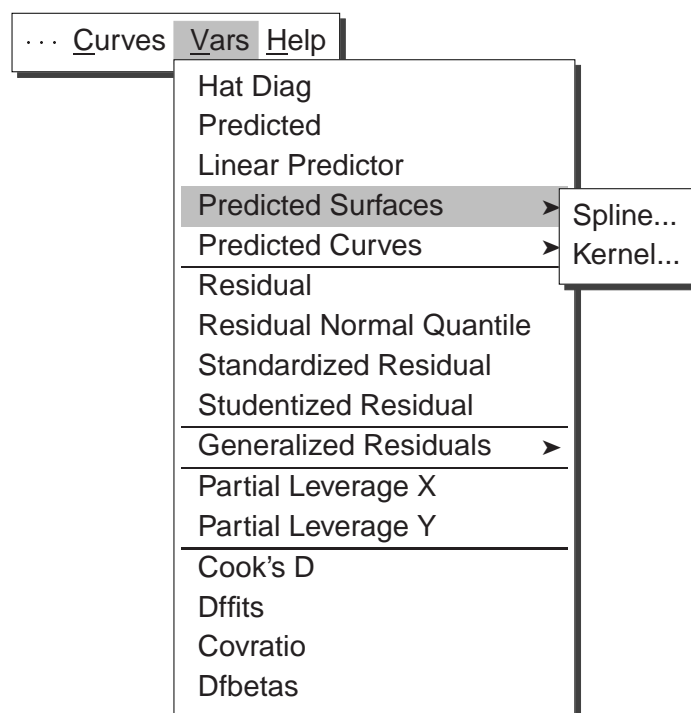 ··· Curves Vars Help
Hat Diag
Predicted
Linear Predictor
Predicted Surfaces ➤
Spline...
Kernel...
Predicted Curves ➤
Residual
Residual Normal Quantile
Standardized Residual
Studentized Residual
Generalized Residuals ➤
Partial Leverage X
Partial Leverage Y
Cook's D
Dffits
Covratio
Dfbetas